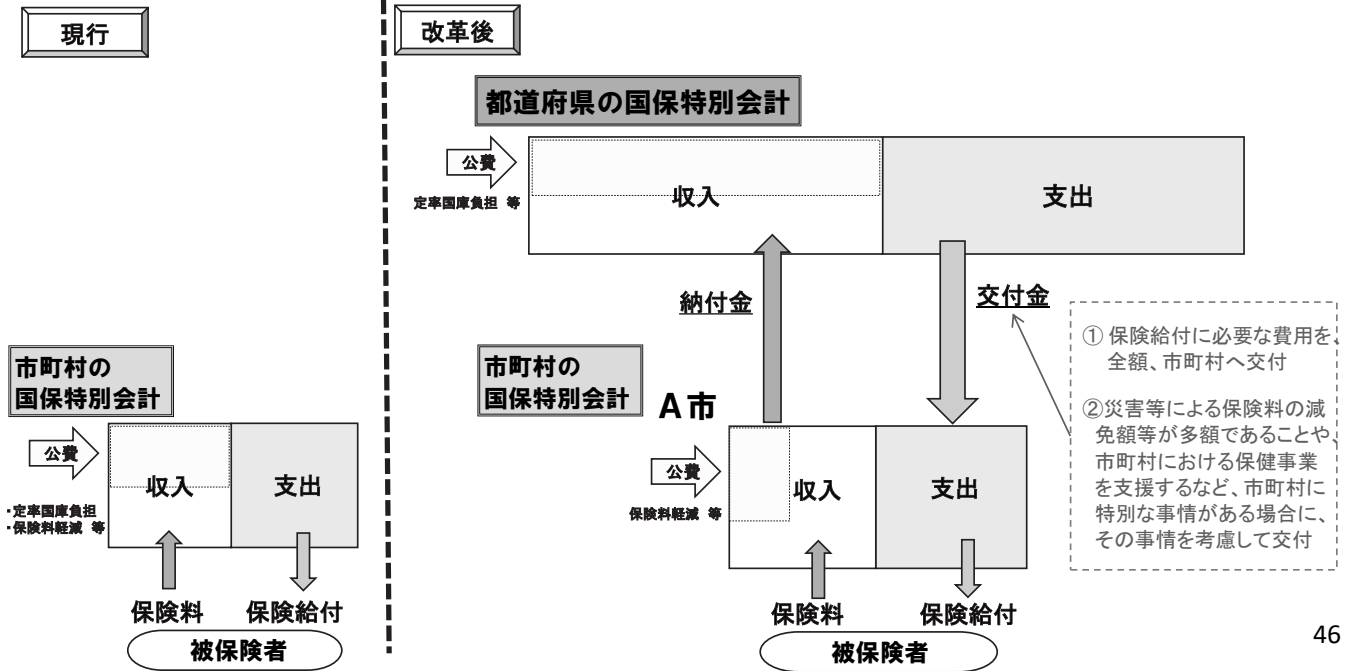 現行
市町村の
国保特別会計
公費
・定率国庫負担
・保険料軽減 等
収入
支出
保険料
保険給付
被保険者
改革後
都道府県の国保特別会計
公費
定率国庫負担 等
収入
支出
納付金
交付金
① 保険給付に必要な費用を、
全額、市町村へ交付
②災害等による保険料の減
免額等が多額であることや、
市町村における保健事業
を支援するなど、市町村に
特別な事情がある場合に、
その事情を考慮して交付
市町村の
国保特別会計
A市
公費
保険料軽減 等
収入
支出
保険料
保険給付
被保険者
46